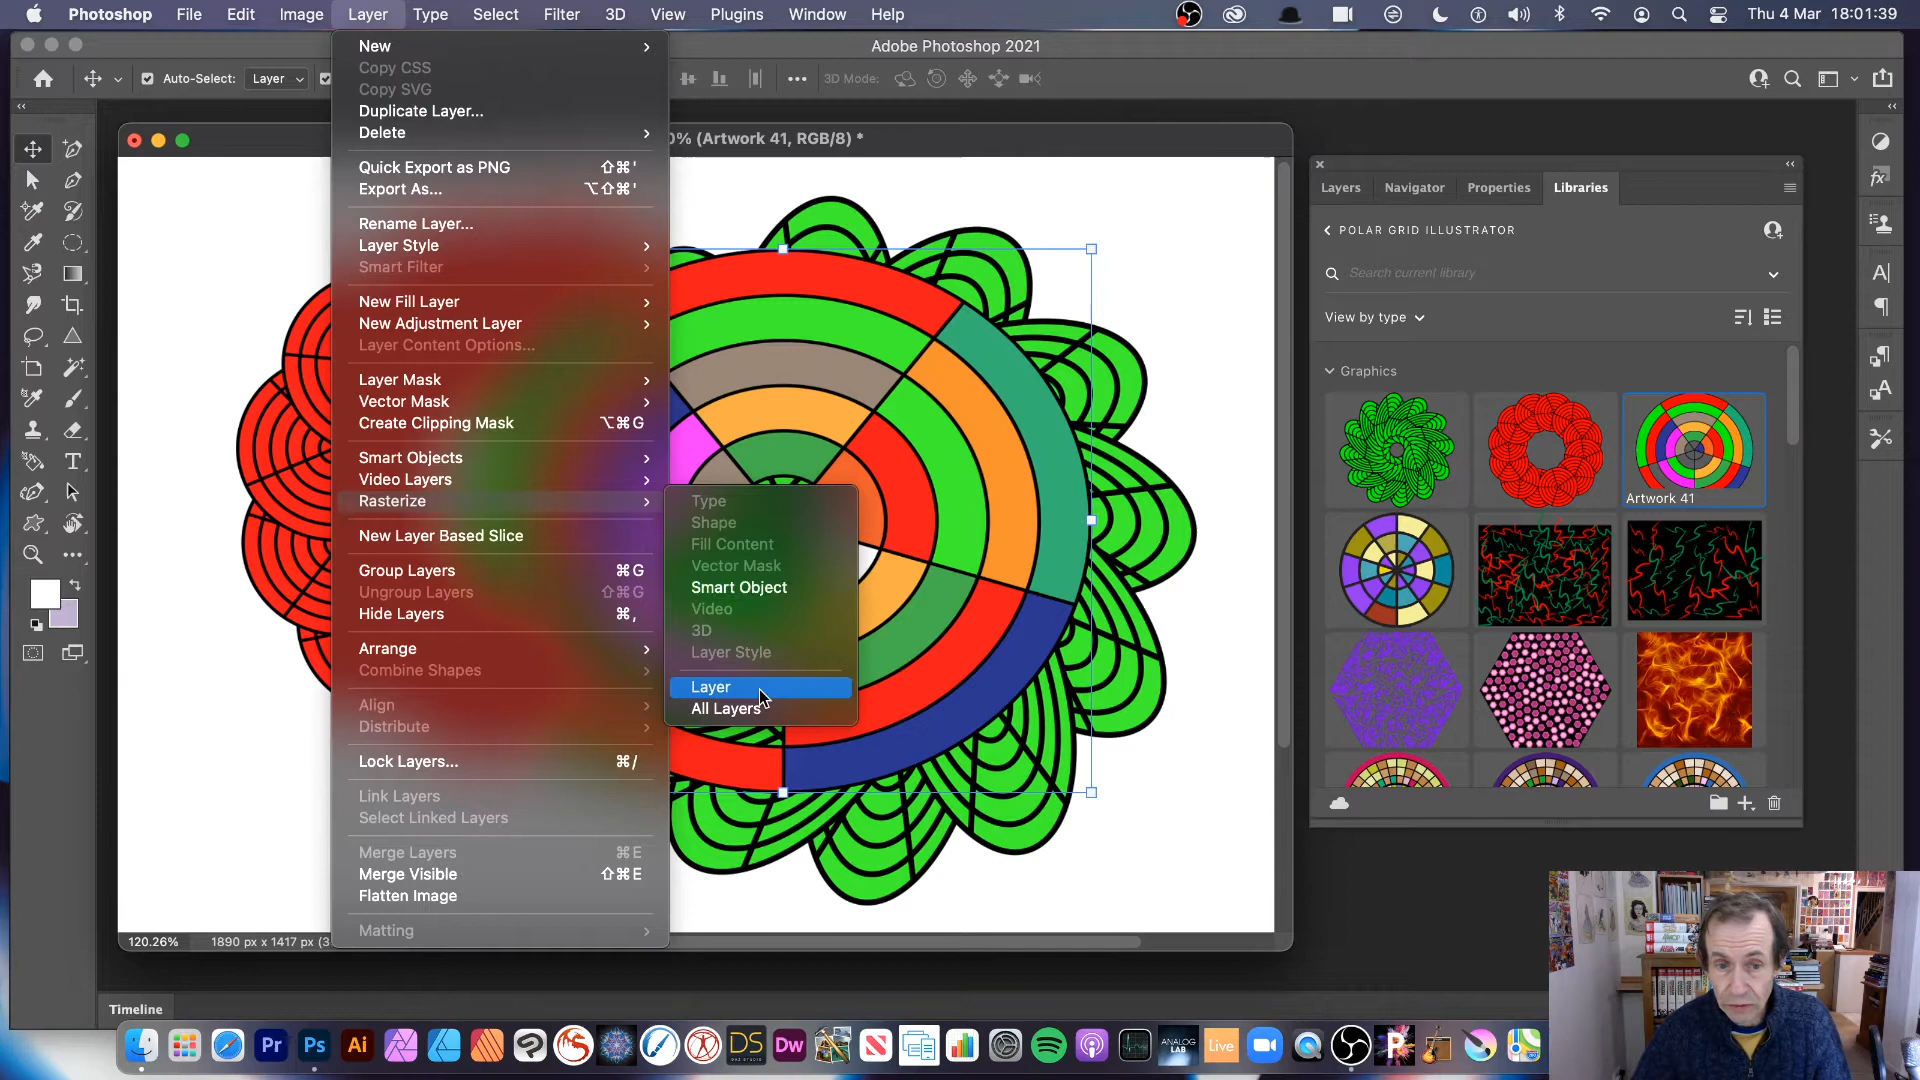 Photoshop File Edit Image Layer Type Select Filter 3D View Plugins Window Help Thu 4 Mar 18:01:39
Adobe Photoshop 2021
Auto-Select: Layer
3D Mode:
0% (Artwork 41, RGB/8) *
New
Copy CSS
Copy SVG
Duplicate Layer...
Delete
Quick Export as PNG ⇧⌘'
Export As... ⌥⇧⌘'
Rename Layer...
Layer Style
Smart Filter
New Fill Layer
New Adjustment Layer
Layer Content Options...
Layer Mask
Vector Mask
Create Clipping Mask ⌥⌘G
Smart Objects
Video Layers
Rasterize
New Layer Based Slice
Group Layers ⌘G
Ungroup Layers ⇧⌘G
Hide Layers ⌘,
Arrange
Combine Shapes
Align
Distribute
Lock Layers... ⌘/
Link Layers
Select Linked Layers
Merge Layers ⌘E
Merge Visible ⇧⌘E
Flatten Image
Matting
Type
Shape
Fill Content
Vector Mask
Smart Object
Video
3D
Layer Style
Layer
All Layers
Layers Navigator Properties Libraries
POLAR GRID ILLUSTRATOR
Search current library
View by type
Graphics
Artwork 41
120.26% 1890 px x 1417 px (3
Timeline
Pr Ps Ai DS Dw ANALOG LAB Live P